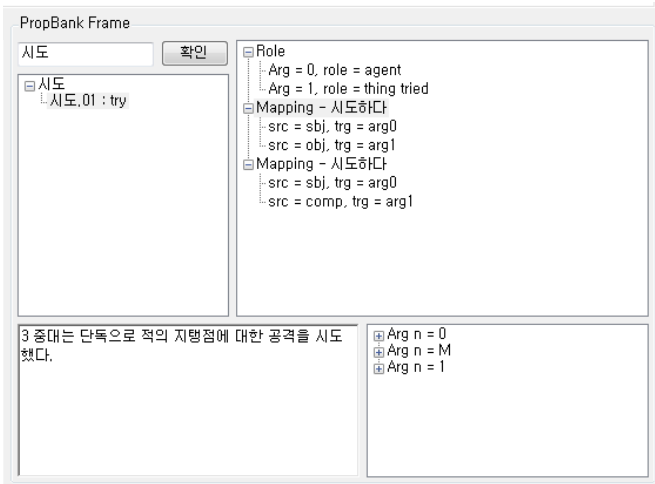 PropBank Frame
시도
확인
시도
시도.01 : try
Role
Arg = 0, role = agent
Arg = 1, role = thing tried
Mapping - 시도하다
src = sbj, trg = arg0
src = obj, trg = arg1
Mapping - 시도하다
src = sbj, trg = arg0
src = comp, trg = arg1
3 중대는 단독으로 적의 지탱점에 대한 공격을 시도
했다.
Arg n = 0
Arg n = M
Arg n = 1